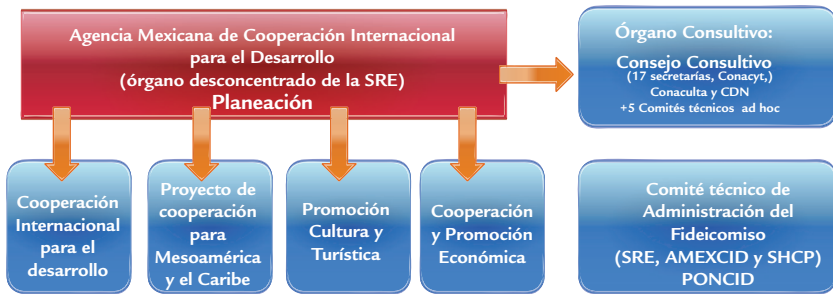 Agencia Mexicana de Cooperación Internacional
para el Desarrollo
(órgano desconcentrado de la SRE)
Planeación
Órgano Consultivo:
Consejo Consultivo
(17 secretarías, Conacyt,)
Conaculta y CDN
+5 Comités técnicos ad hoc
Cooperación
Internacional
para el
desarrollo
Proyecto de
cooperación
para
Mesoamérica
y el Caribe
Promoción
Cultura y
Turística
Cooperación
y Promoción
Económica
Comité técnico de
Administración del
Fideicomiso
(SRE, AMEXCID y SHCP)
PONCID